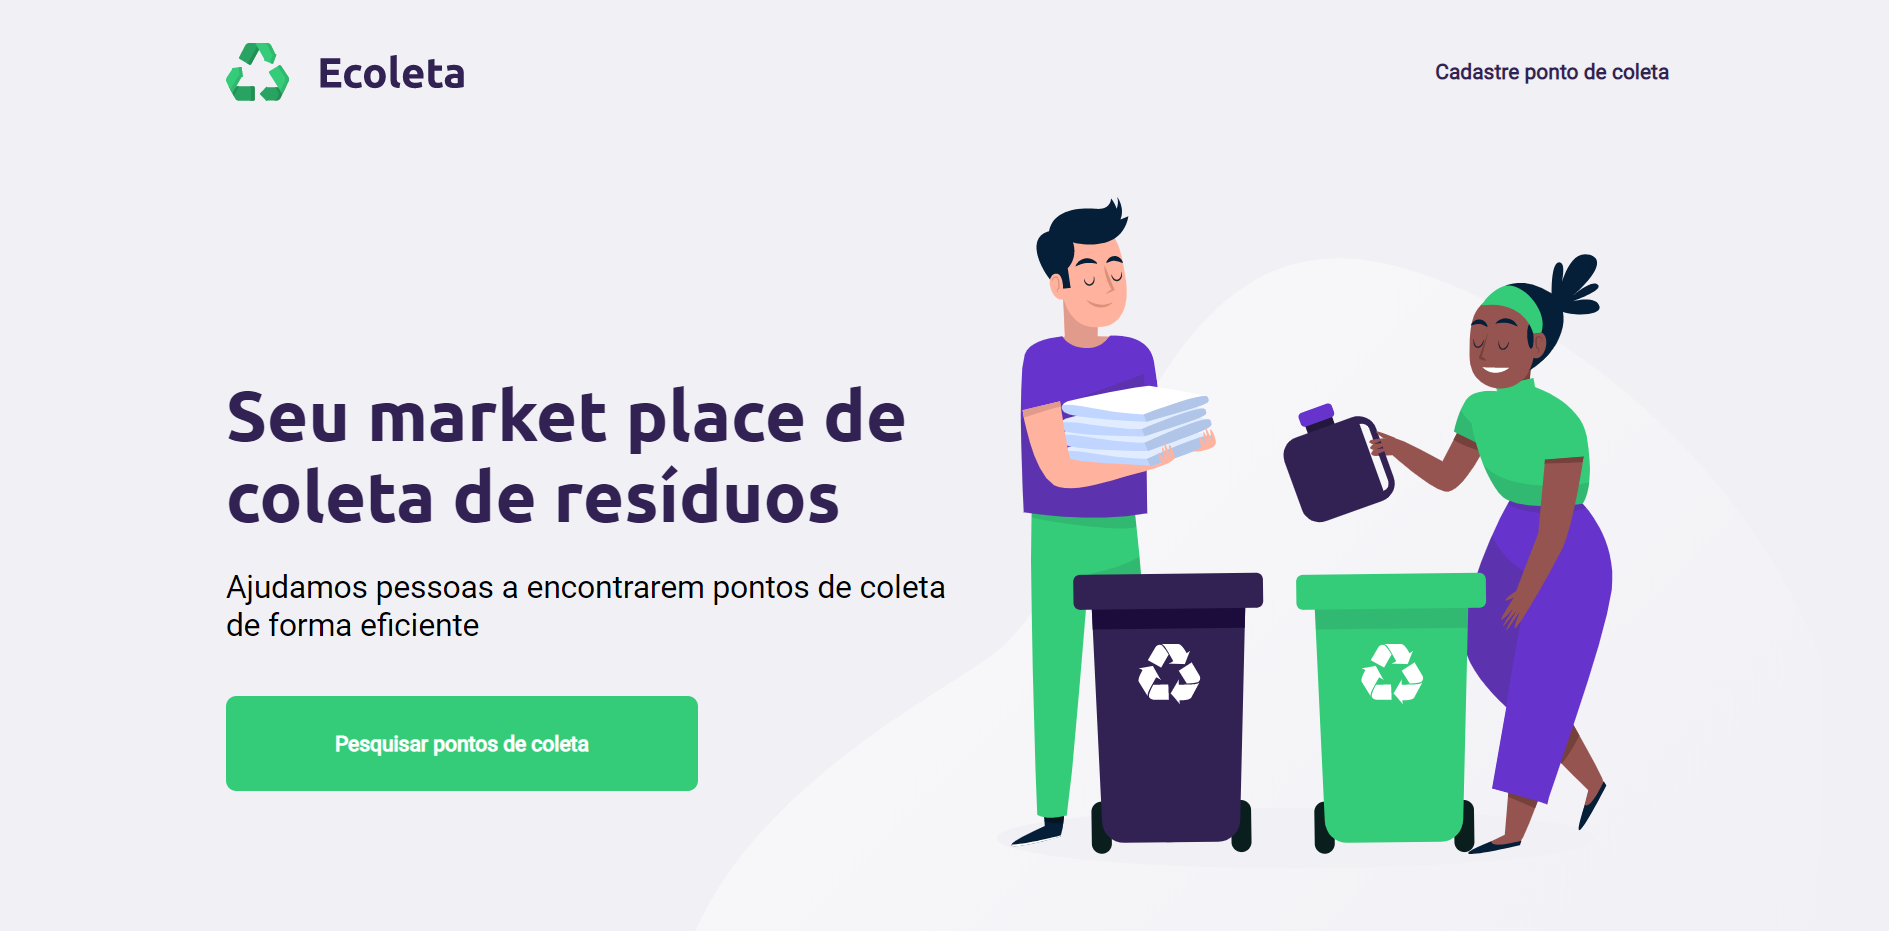 Ecoleta
Cadastre ponto de coleta
Seu market place de
coleta de resíduos
Ajudamos pessoas a encontrarem pontos de coleta
de forma eficiente
Pesquisar pontos de coleta